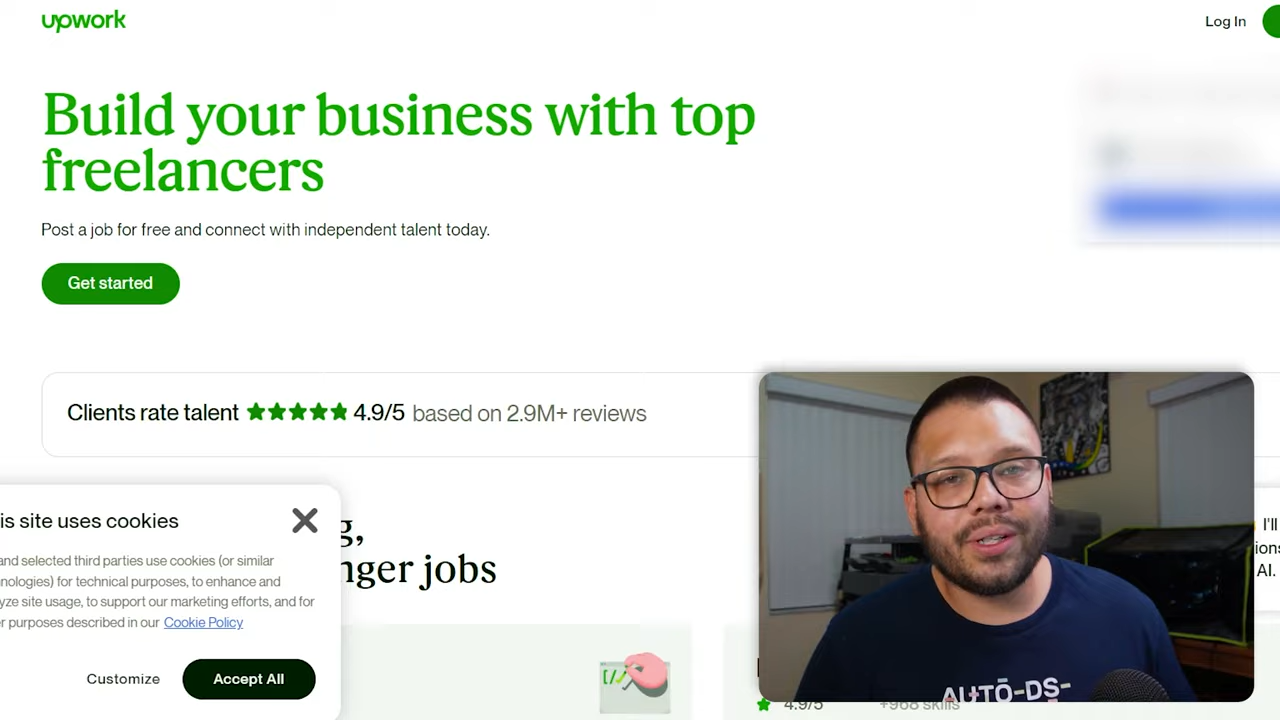 upwork
Log In
Build your business with top
freelancers
Post a job for free and connect with independent talent today.
Get started
Clients rate talent 4.9/5 based on 2.9M+ reviews
is site uses cookies
g,
nger jobs
and selected third parties use cookies (or similar
nologies) for technical purposes, to enhance and
yze site usage, to support our marketing efforts, and for
r purposes described in our Cookie Policy
Customize
Accept All
I'll
ions
AI.
AUTŌ-DS-
4.9/5 +968 skills